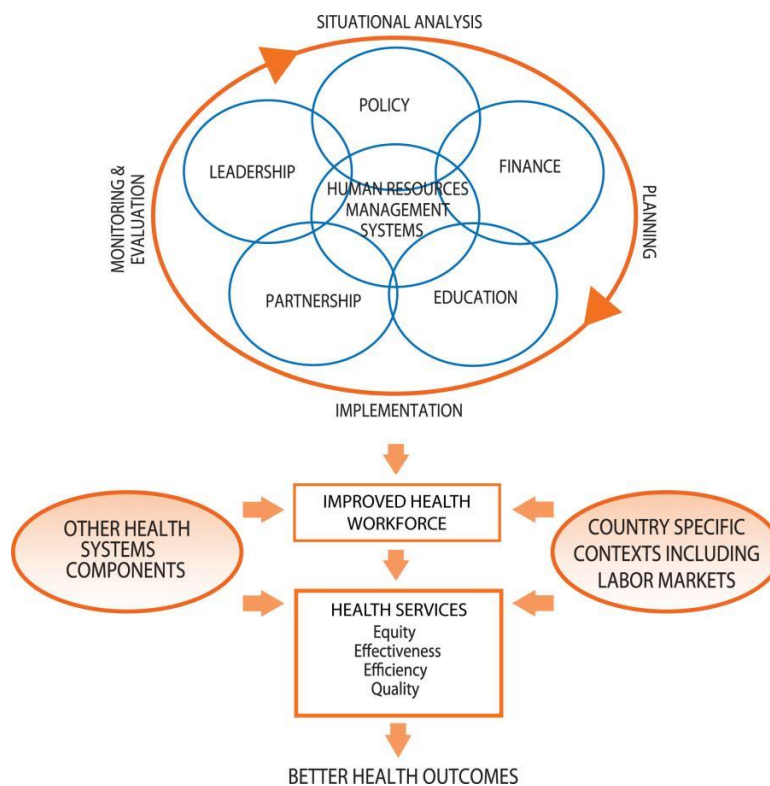 SITUATIONAL ANALYSIS
POLICY
LEADERSHIP
FINANCE
HUMAN RESOURCES
MANAGEMENT
SYSTEMS
MONITORING &
EVALUATION
PLANNING
PARTNERSHIP
EDUCATION
IMPLEMENTATION
IMPROVED HEALTH
WORKFORCE
OTHER HEALTH
SYSTEMS
COMPONENTS
COUNTRY SPECIFIC
CONTEXTS INCLUDING
LABOR MARKETS
HEALTH SERVICES
Equity
Effectiveness
Efficiency
Quality
BETTER HEALTH OUTCOMES